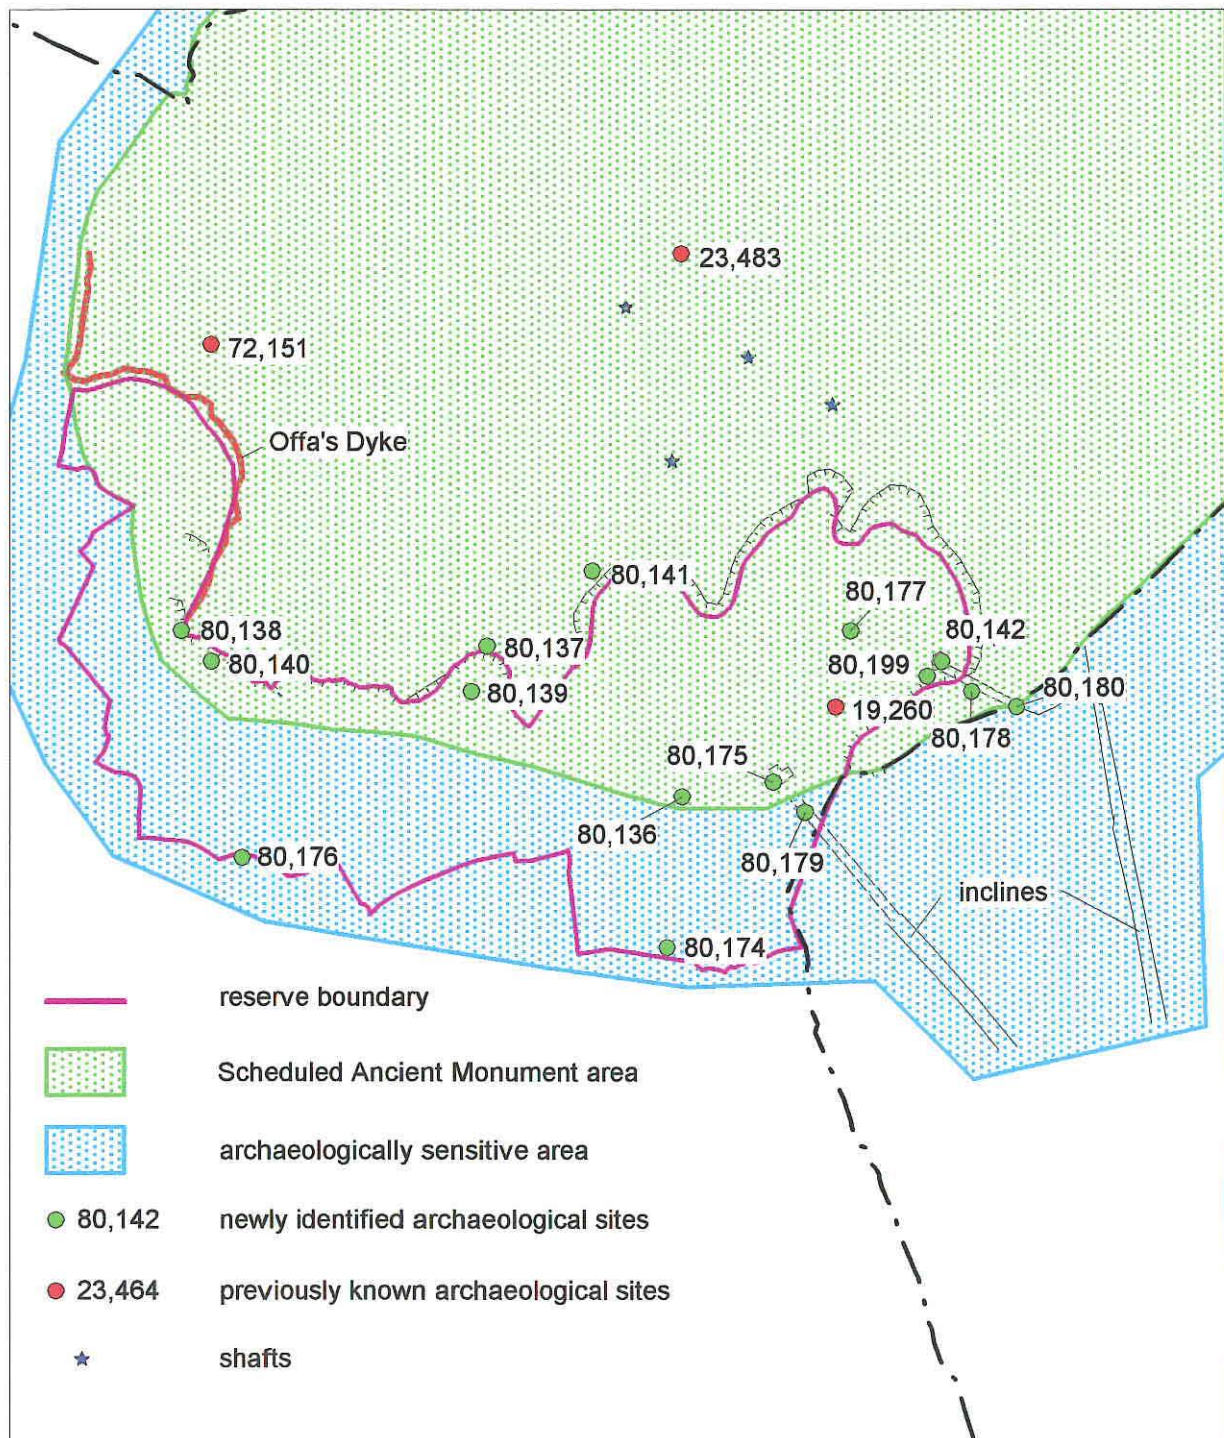 23,483
72,151
Offa's Dyke
80,141
80,177
80,138
80,137
80,142
80,140
80,199
80,139
80,180
19,260
80,178
80,175
80,136
80,179
80,176
inclines
80,174
reserve boundary
Scheduled Ancient Monument area
archaeologically sensitive area
80,142 newly identified archaeological sites
23,464 previously known archaeological sites
shafts